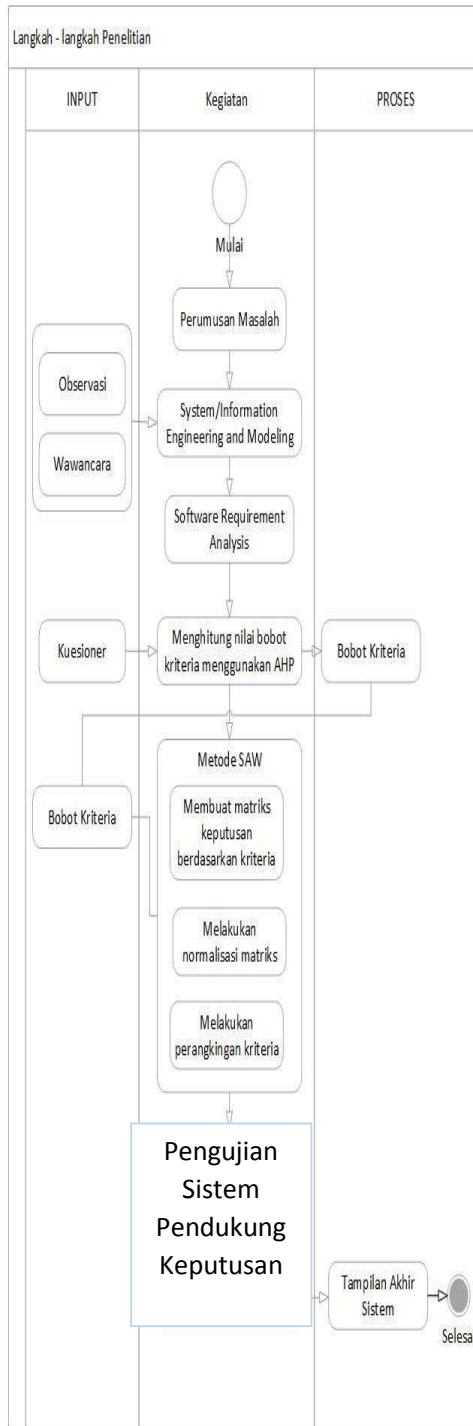 Langkah - langkah Penelitian
INPUT
Kegiatan
PROSES
Mulai
Perumusan Masalah
Observasi
Wawancara
System/Information
Engineering and Modeling
Software Requirement
Analysis
Kuesioner
Menghitung nilai bobot
kriteria menggunakan AHP
Bobot Kriteria
Bobot Kriteria
Metode SAW
Membuat matriks
keputusan
berdasarkan kriteria
Melakukan
normalisasi matriks
Melakukan
perangkingan kriteria
Pengujian
Sistem
Pendukung
Keputusan
Tampilan Akhir
Sistem
Selesa